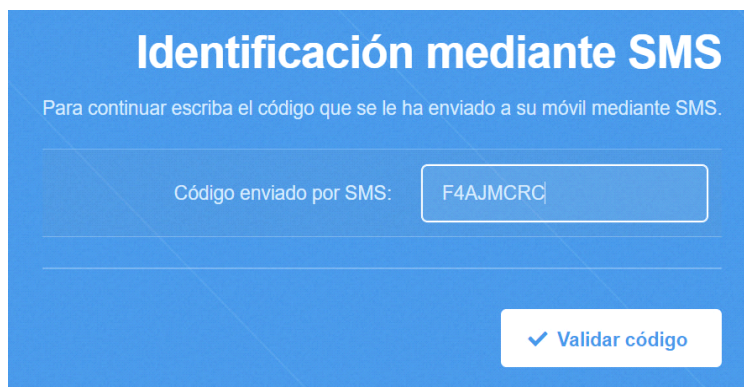 Identificación mediante SMS
Para continuar escriba el código que se le ha enviado a su móvil mediante SMS.
Código enviado por SMS: F4AJMCRC
Validar código